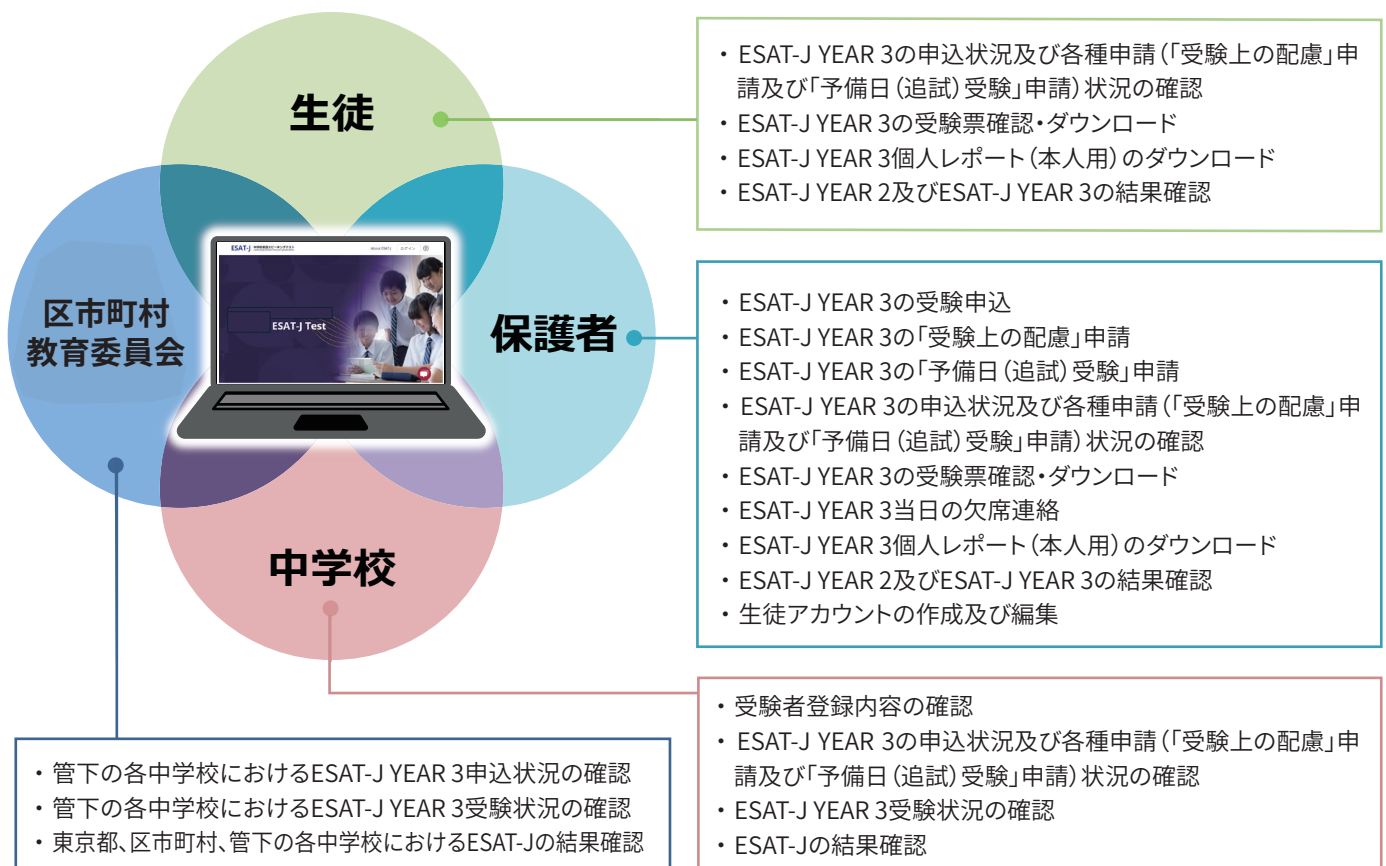 生徒
・ ESAT-J YEAR 3の申込状況及び各種申請（「受験上の配慮」申
請及び「予備日（追試）受験」申請）状況の確認
・ ESAT-J YEAR 3の受験票確認・ダウンロード
・ ESAT-J YEAR 3個人レポート（本人用）のダウンロード
・ ESAT-J YEAR 2及びESAT-J YEAR 3の結果確認
区市町村
教育委員会
ESAT-J
ログイン
ESAT-J Test
保護者
・ ESAT-J YEAR 3の受験申込
・ ESAT-J YEAR 3の「受験上の配慮」申請
・ ESAT-J YEAR 3の「予備日（追試）受験」申請
・ ESAT-J YEAR 3の申込状況及び各種申請（「受験上の配慮」申
請及び「予備日（追試）受験」申請）状況の確認
・ ESAT-J YEAR 3の受験票確認・ダウンロード
・ ESAT-J YEAR 3当日の欠席連絡
・ ESAT-J YEAR 3個人レポート（本人用）のダウンロード
・ ESAT-J YEAR 2及びESAT-J YEAR 3の結果確認
・ 生徒アカウントの作成及び編集
中学校
・ 受験者登録内容の確認
・ ESAT-J YEAR 3の申込状況及び各種申請（「受験上の配慮」申
請及び「予備日（追試）受験」申請）状況の確認
・ ESAT-J YEAR 3受験状況の確認
・ ESAT-Jの結果確認
・ 管下の各中学校におけるESAT-J YEAR 3申込状況の確認
・ 管下の各中学校におけるESAT-J YEAR 3受験状況の確認
・ 東京都、区市町村、管下の各中学校におけるESAT-Jの結果確認